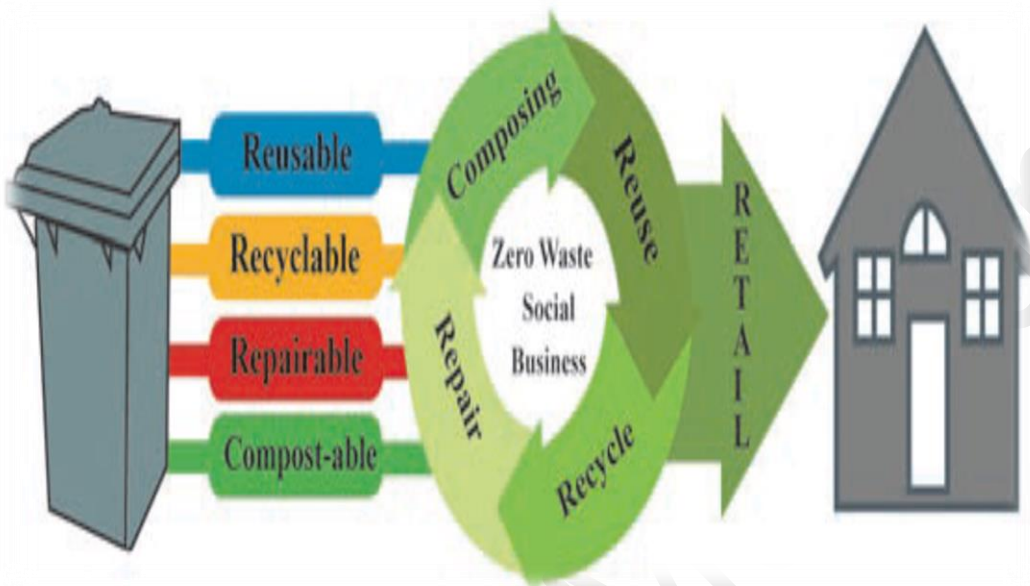 Reusable
Recyclable
Repairable
Compost-able
Composing
Reuse
Recycle
Repair
Zero Waste
Social
Business
RETAIL